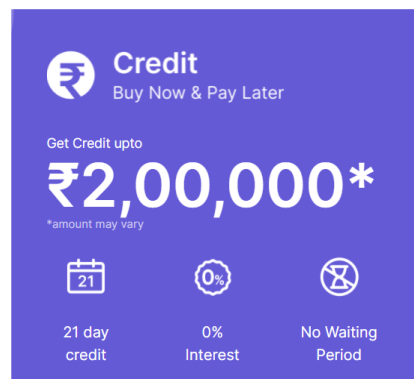 Credit
Buy Now & Pay Later
Get Credit upto
₹2,00,000*
*amount may vary
21
0%
21 day
credit
0%
Interest
No Waiting
Period